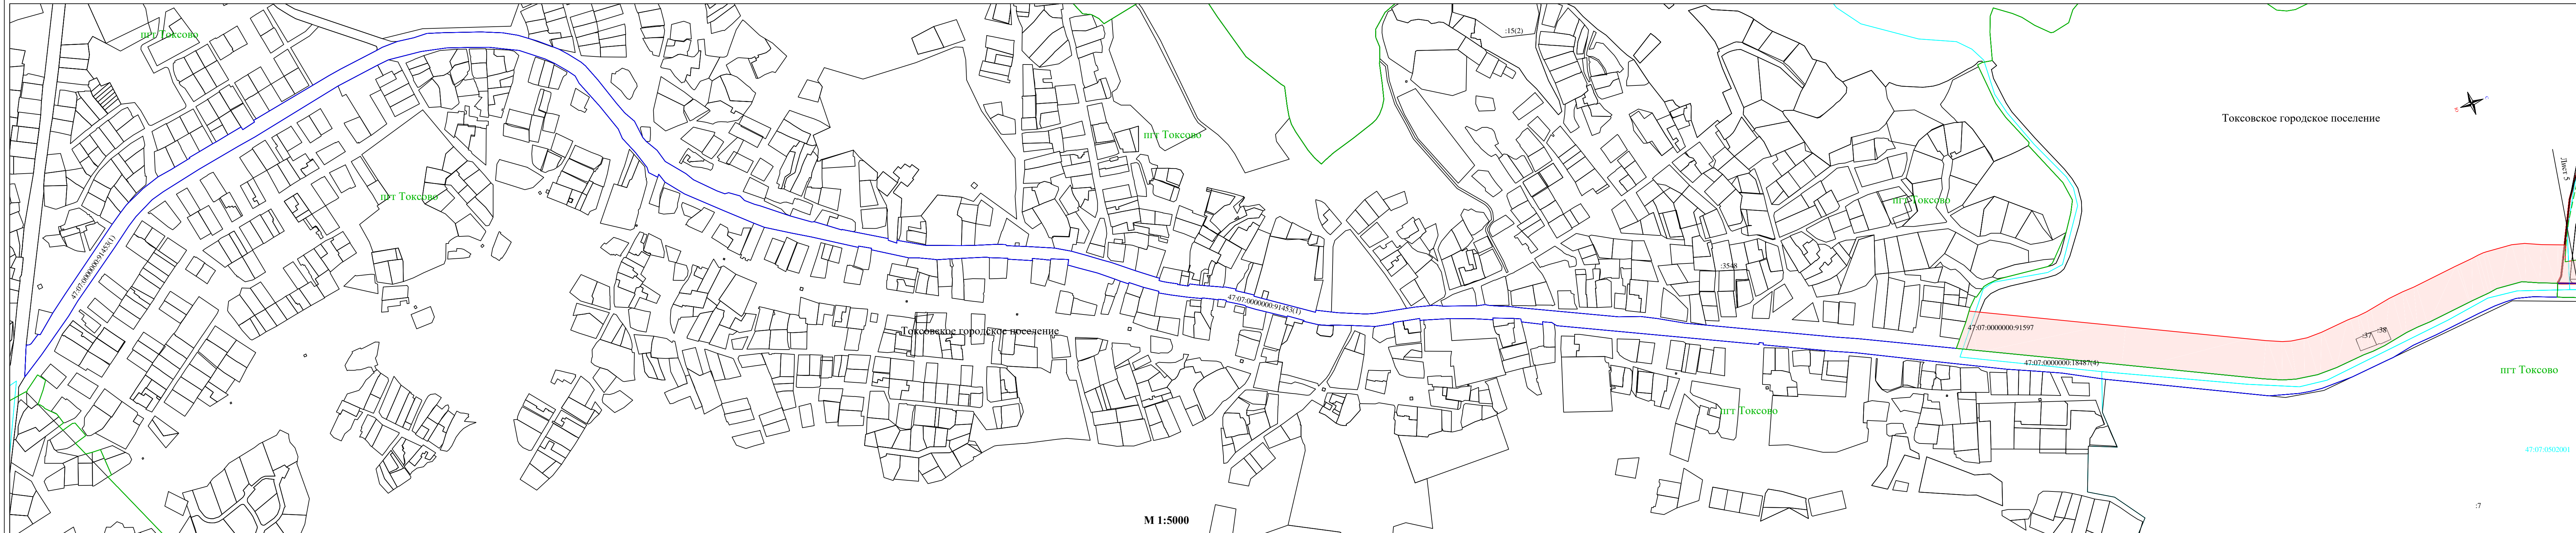 :15(2)
пгт Токсово
Токсовское городское поселение
пгт Токсово
Лист 5
пгт Токсово
пгт Токсово
47:07:0000000:91453(1)
:3548
47:07:0000000:91453(1)
47:07:0000000:91597
Токсовское городское поселение
:37
:38
47:07:0000000:18487(4)
пгт Токсово
пгт Токсово
:7
М 1:5000